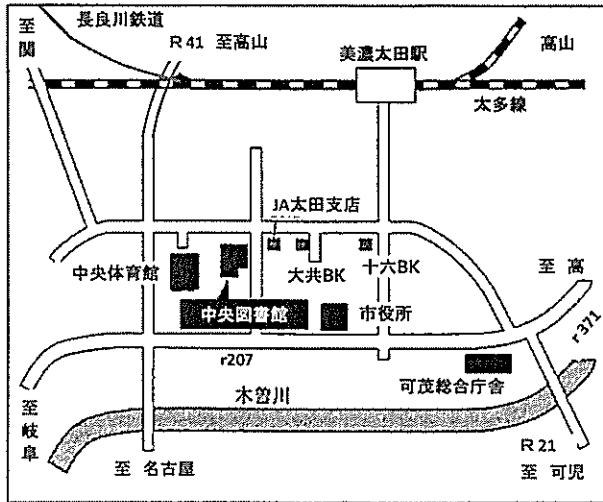 長良川鉄道
至関
R 41 至高山
美濃太田駅
高山
太多線
JA太田支店
中央体育館
大共BK
十六BK
至高
中央図書館
市役所
r371
r207
可茂総合庁舎
木曽川
至岐阜
R 21
至 名古屋
至 可児